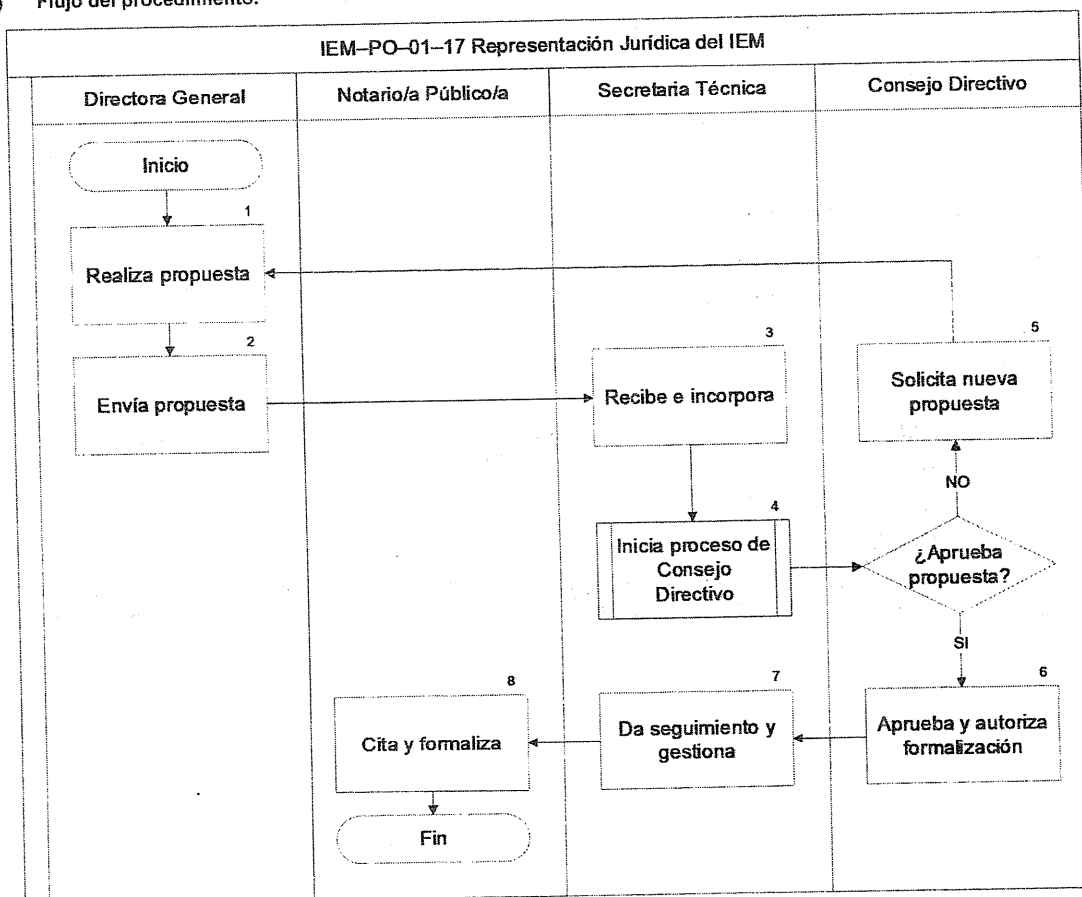 Flujo del procedimiento:
IEM–PO–01–17 Representación Jurídica del IEM
Directora General
Notario/a Público/a
Secretaria Técnica
Consejo Directivo
Inicio
1
Realiza propuesta
2
Envía propuesta
3
Recibe e incorpora
4
Inicia proceso de
Consejo
Directivo
5
Solicita nueva
propuesta
NO
¿Aprueba
propuesta?
SI
6
Aprueba y autoriza
formalización
7
Da seguimiento y
gestiona
8
Cita y formaliza
Fin